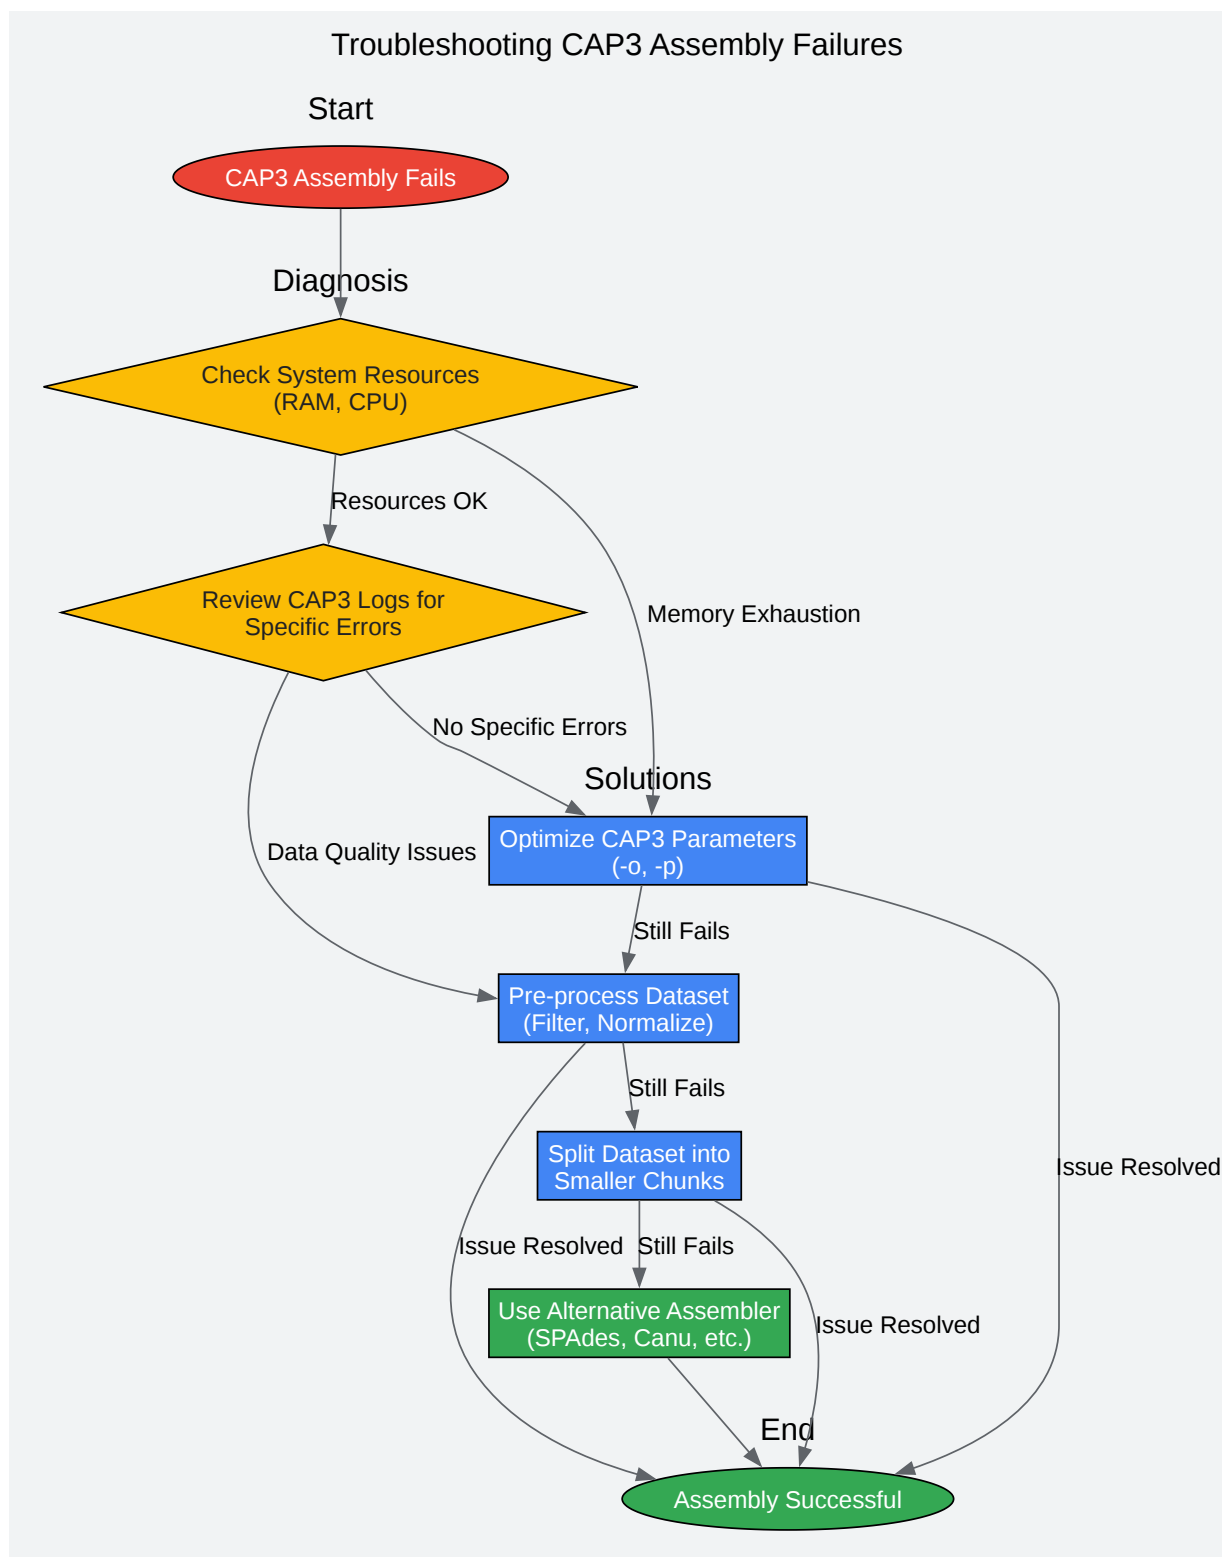 Troubleshooting CAP3 Assembly Failures
Start
CAP3 Assembly Fails
Diagnosis
Check System Resources
(RAM, CPU)
Resources OK
Review CAP3 Logs for
Specific Errors
Memory Exhaustion
No Specific Errors
Solutions
Optimize CAP3 Parameters
(-o, -p)
Data Quality Issues
Still Fails
Pre-process Dataset
(Filter, Normalize)
Still Fails
Split Dataset into
Smaller Chunks
Issue Resolved
Issue Resolved
Still Fails
Use Alternative Assembler
(SPAdes, Canu, etc.)
Issue Resolved
End
Assembly Successful